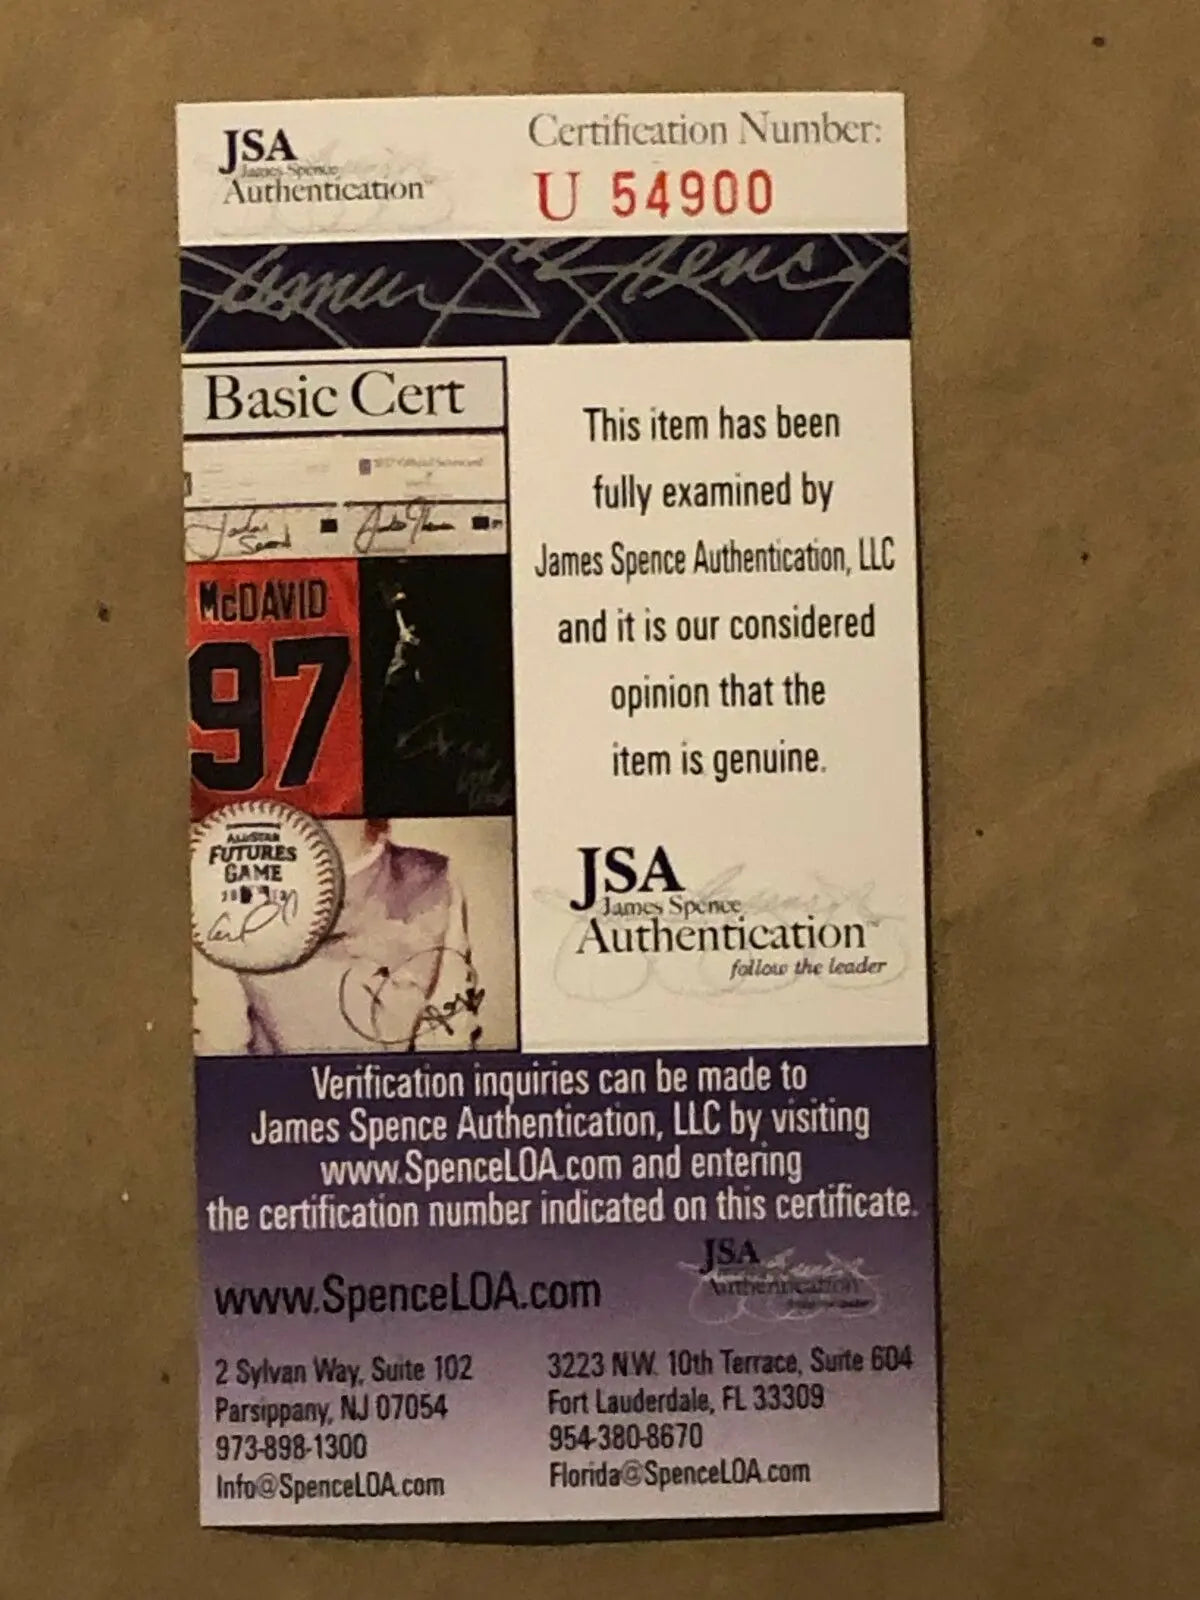 JSA
James Spence
Authentication™
Certification Number:
U 54900
Basic Cert
McDAVID
97
ALL-STAR
FUTURES
GAME
This item has been
fully examined by
James Spence Authentication, LLC
and it is our considered
opinion that the
item is genuine.
JSA
James Spence
Authentication™
follow the leader
Verification inquiries can be made to
James Spence Authentication, LLC by visiting
www.SpenceLOA.com and entering
the certification number indicated on this certificate.
www.SpenceLOA.com
JSA
Authentication
2 Sylvan Way, Suite 102
Parsippany, NJ 07054
973-898-1300
Info@SpenceLOA.com
3223 N.W. 10th Terrace, Suite 604
Fort Lauderdale, FL 33309
954-380-8670
Florida@SpenceLOA.com